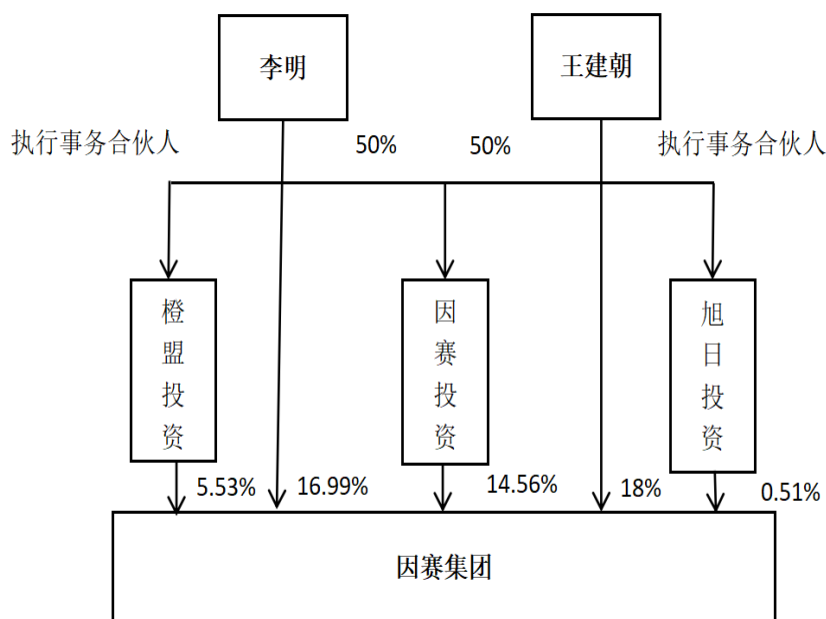 李明
王建朝
执行事务合伙人
50%
50%
执行事务合伙人
橙盟投资
因赛投资
旭日投资
5.53%
16.99%
14.56%
18%
0.51%
因赛集团